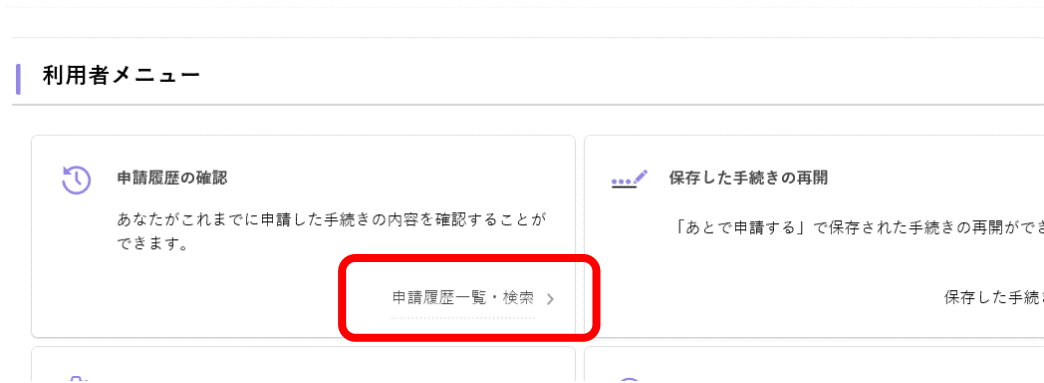 利用者メニュー
申請履歴の確認
あなたがこれまでに申請した手続きの内容を確認することが
できます。
申請履歴一覧・検索
保存した手続きの再開
「あとで申請する」で保存された手続きの再開ができ
保存した手続